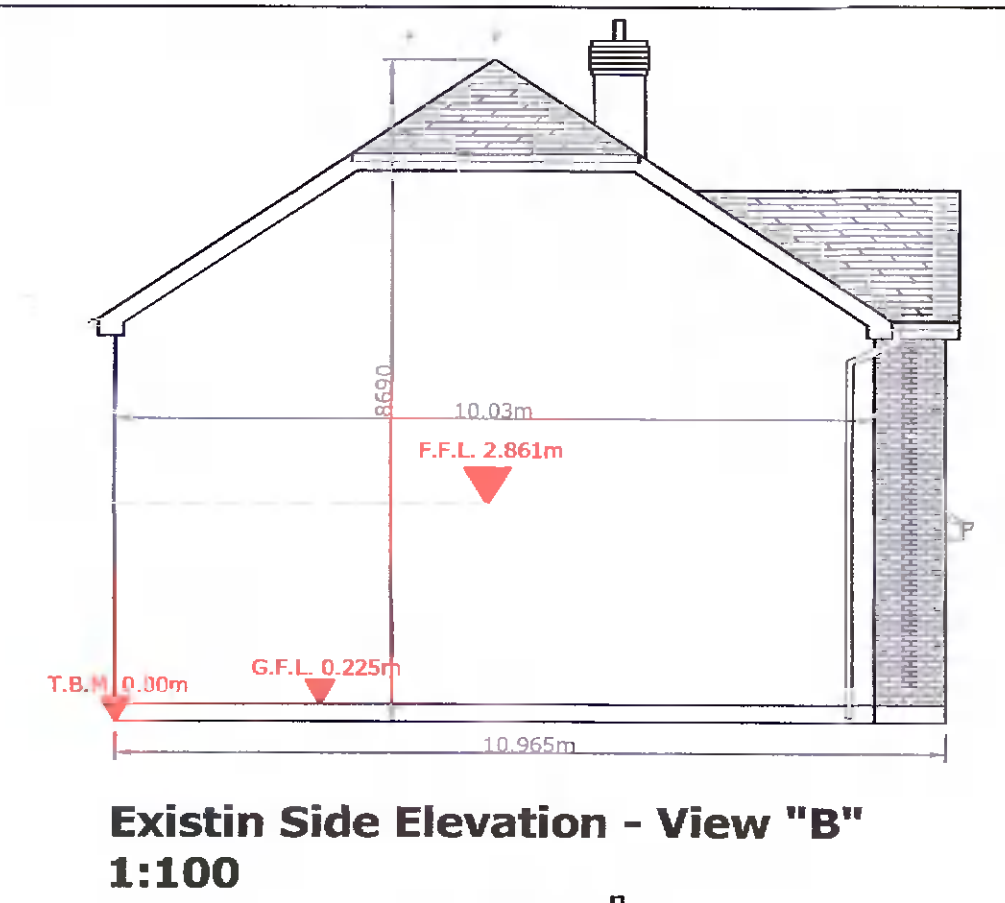 8690
10.03m
F.F.L. 2.861m
F
G.F.L. 0.225m
T.B.M 0.00m
10.965m
Existin Side Elevation - View "B"
1:100